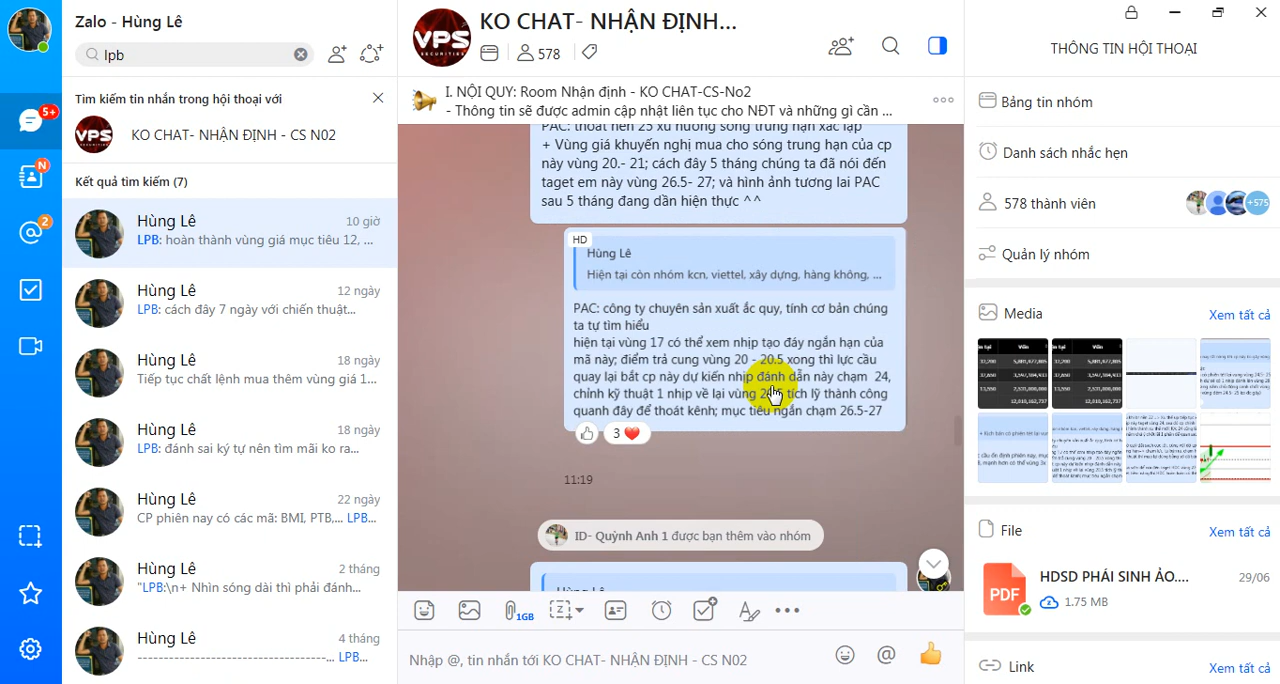 Zalo - Hùng Lê
lpb
Tìm kiếm tin nhắn trong hội thoại với
VPS
KO CHAT- NHẬN ĐỊNH - CS N02
Kết quả tìm kiếm (7)
Hùng Lê
10 giờ
LPB: hoàn thành vùng giá mục tiêu 12, ...
Hùng Lê
12 ngày
LPB: cách đây 7 ngày với chiến thuật...
Hùng Lê
18 ngày
Tiếp tục chất lệnh mua thêm vùng giá 1...
Hùng Lê
18 ngày
LPB: đánh sai ký tự nên tìm mãi ko ra...
Hùng Lê
22 ngày
CP phiên nay có các mã: BMI, PTB,... LPB...
Hùng Lê
2 tháng
"LPB:\n+ Nhìn sóng dài thì phải đánh...
Hùng Lê
4 tháng
-----------------------------------... LPB...
5+
N
2
VPS
SECURITIES
KO CHAT- NHẬN ĐỊNH...
578
I. NỘI QUY: Room Nhận định - KO CHAT-CS-No2
- Thông tin sẽ được admin cập nhật liên tục cho NĐT và những gì cần ...
PAC: thoát nền 25 xu hướng sóng trung hạn xác lập
+ Vùng giá khuyến nghị mua cho sóng trung hạn của cp
này vùng 20.- 21; cách đây 5 tháng chúng ta đã nói đến
taget em này vùng 26.5- 27; và hình ảnh tương lai PAC
sau 5 tháng đang dần hiện thực ^^
HD
Hùng Lê
Hiện tại còn nhóm kcn, viettel, xây dựng, hàng không, ...
PAC: công ty chuyên sản xuất ắc quy, tính cơ bản chúng
ta tự tìm hiểu
hiện tại vùng 17 có thể xem nhịp tạo đáy ngắn hạn của
mã này; điểm trả cung vùng 20 - 20.5 xong thì lực cầu
quay lại bắt cp này dự kiến nhịp đánh dẫn này chạm 24,
chỉnh kỹ thuật 1 nhịp về lại vùng tích lũy thành công
quanh đây để thoát kênh; mục tiêu ngắn chạm 26.5-27
3
11:19
ID- Quỳnh Anh 1 được bạn thêm vào nhóm
Hùng Lê
1GB
Nhập @, tin nhắn tới KO CHAT- NHẬN ĐỊNH - CS N02
THÔNG TIN HỘI THOẠI
Bảng tin nhóm
Danh sách nhắc hẹn
578 thành viên
+575
Quản lý nhóm
Media
Xem tất cả
File
Xem tất cả
PDF
HDSD PHÁI SINH ẢO....
29/06
1.75 MB
Link
Xem tất cả